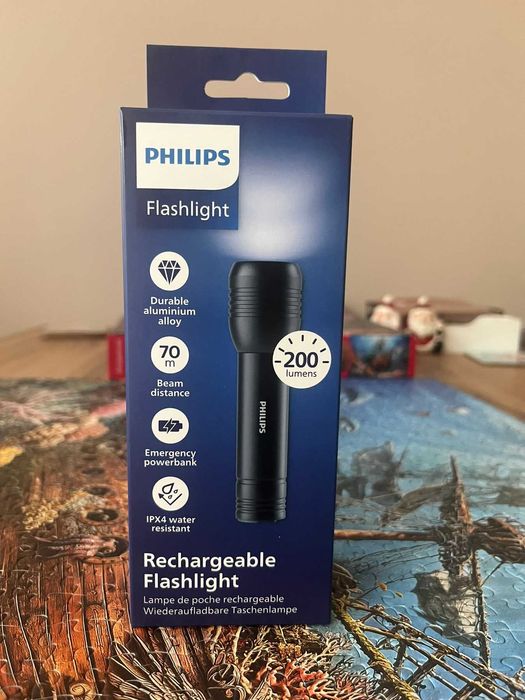 PHILIPS
Flashlight
Durable
aluminium
alloy
70
m
Beam
distance
Emergency
powerbank
IPX4 water
resistant
200
lumens
PHILIPS
Rechargeable
Flashlight
Lampe de poche rechargeable
Wiederaufladbare Taschenlampe